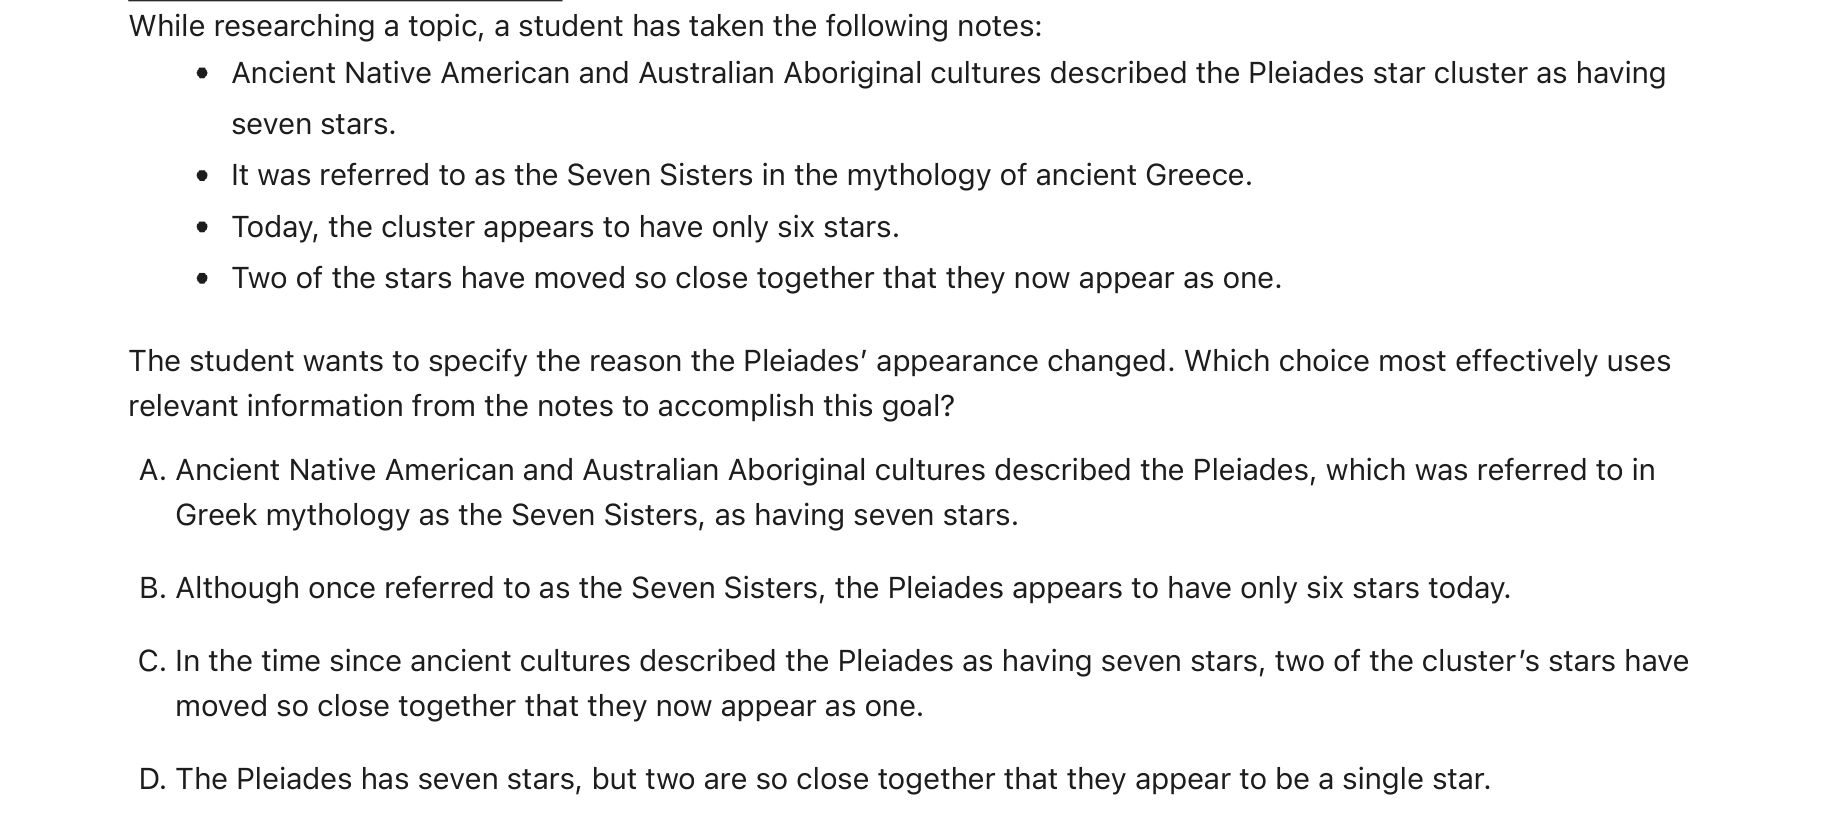 While researching a topic, a student has taken the following notes:
• Ancient Native American and Australian Aboriginal cultures described the Pleiades star cluster as having
seven stars.
• It was referred to as the Seven Sisters in the mythology of ancient Greece.
• Today, the cluster appears to have only six stars.
• Two of the stars have moved so close together that they now appear as one.
The student wants to specify the reason the Pleiades’ appearance changed. Which choice most effectively uses
relevant information from the notes to accomplish this goal?
A. Ancient Native American and Australian Aboriginal cultures described the Pleiades, which was referred to in
Greek mythology as the Seven Sisters, as having seven stars.
B. Although once referred to as the Seven Sisters, the Pleiades appears to have only six stars today.
C. In the time since ancient cultures described the Pleiades as having seven stars, two of the cluster’s stars have
moved so close together that they now appear as one.
D. The Pleiades has seven stars, but two are so close together that they appear to be a single star.